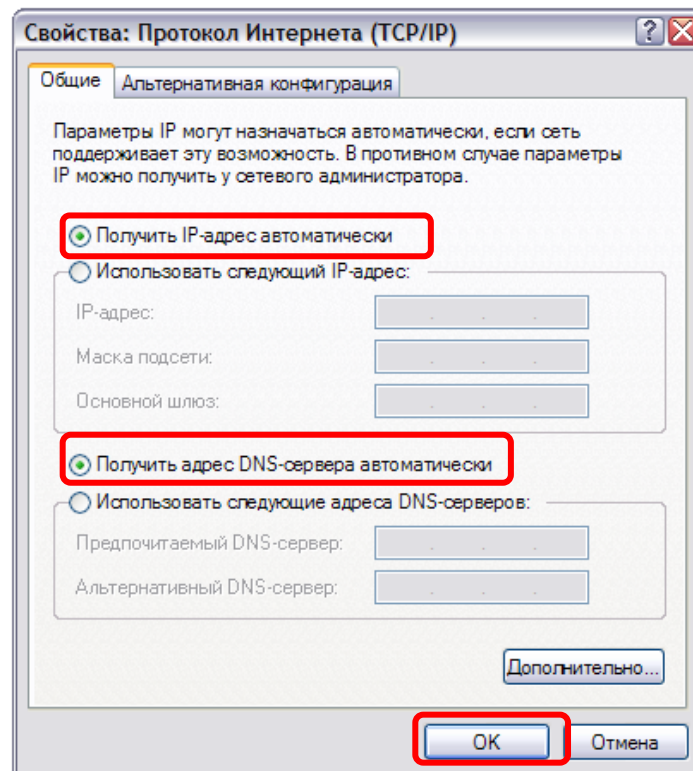 Свойства: Протокол Интернета (TCP/IP)
Общие
Альтернативная конфигурация
Параметры IP могут назначаться автоматически, если сеть
поддерживает эту возможность. В противном случае параметры
IP можно получить у сетевого администратора.
Получить IP-адрес автоматически
Использовать следующий IP-адрес:
IP-адрес:
Маска подсети:
Основной шлюз:
Получить адрес DNS-сервера автоматически
Использовать следующие адреса DNS-серверов:
Предпочитаемый DNS-сервер:
Альтернативный DNS-сервер:
Дополнительно...
OK
Отмена